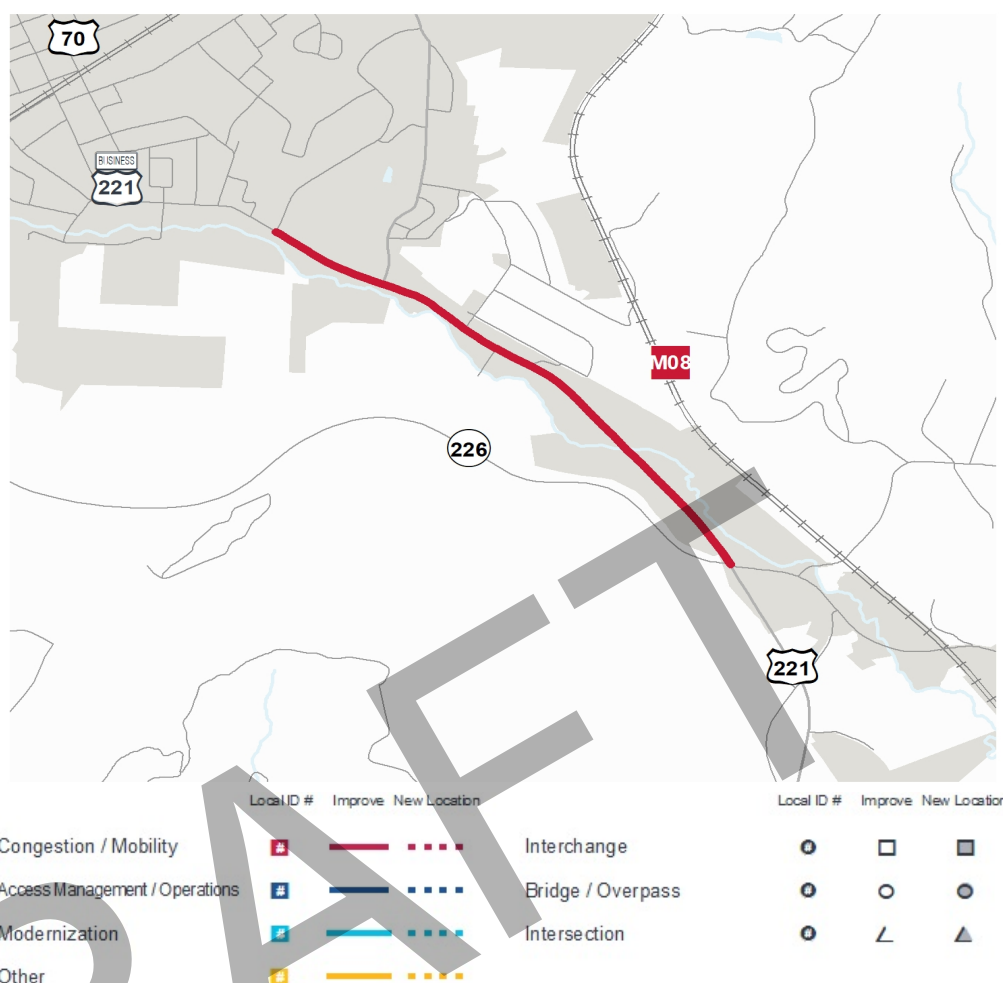 70
BUSINESS
221
M08
226
221
DRAFT
Local ID # Improve New Location Local ID # Improve New Location
Congestion / Mobility # Interchange #
Access Management / Operations # Bridge / Overpass #
Modernization # Intersection #
Other #